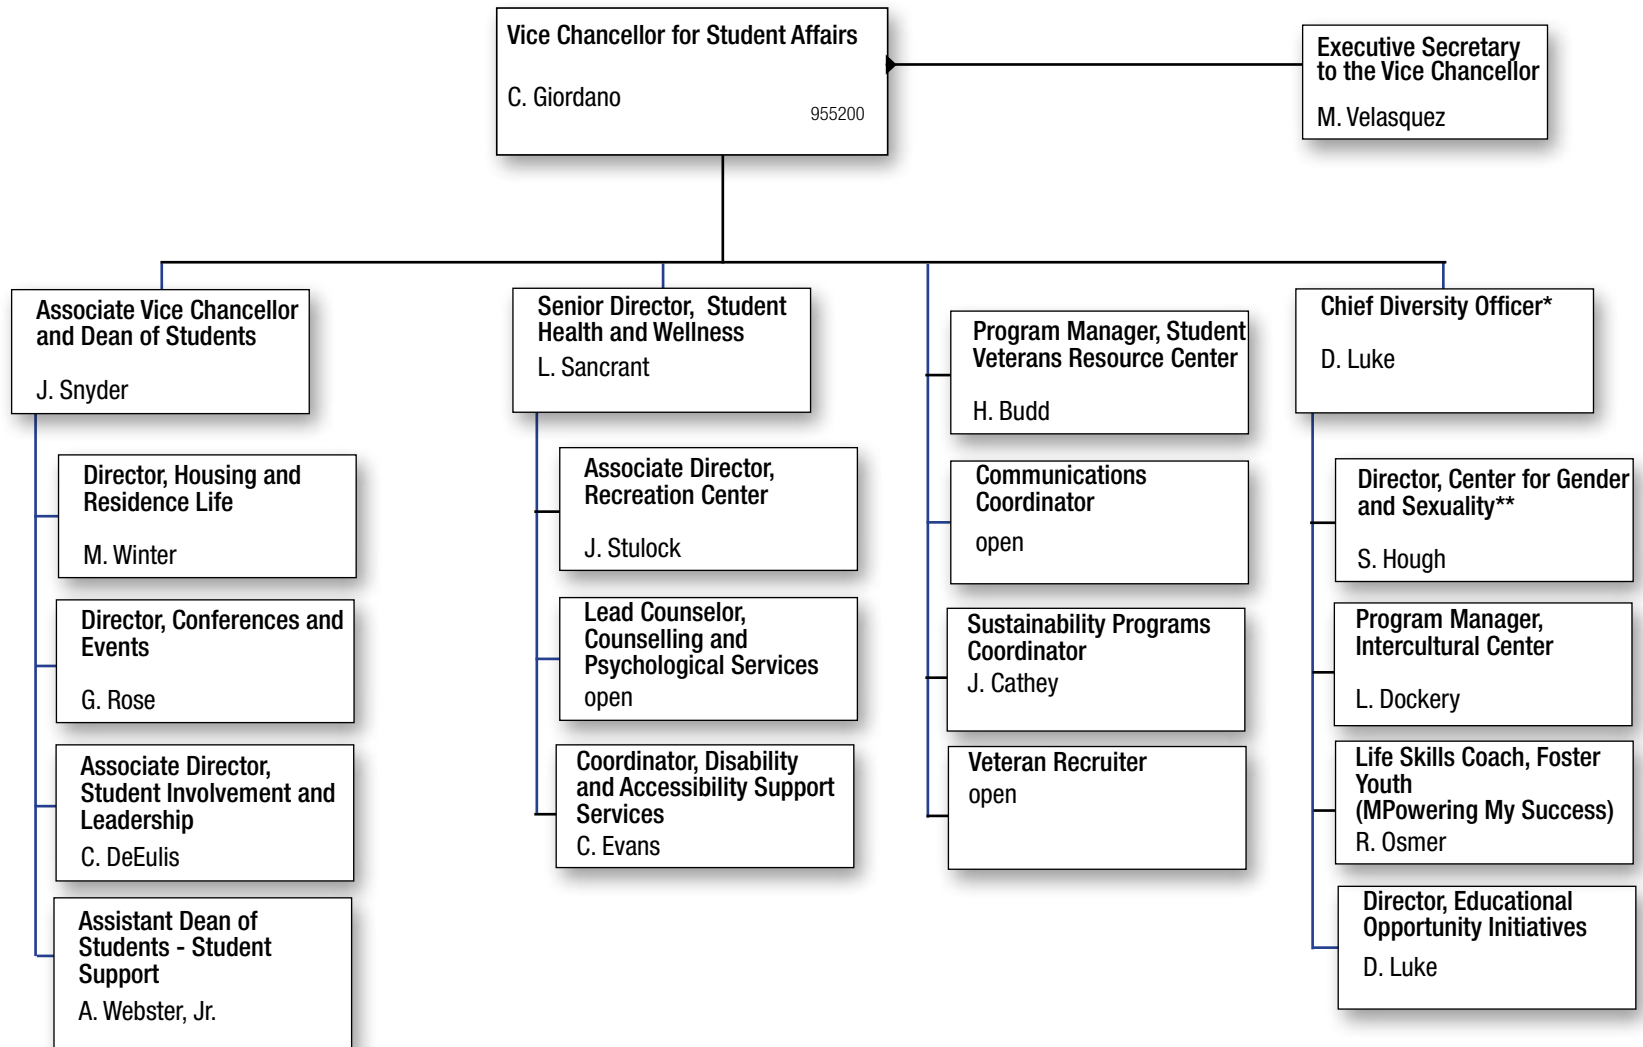 Vice Chancellor for Student Affairs
C. Giordano
955200
Executive Secretary
to the Vice Chancellor
M. Velasquez
Associate Vice Chancellor
and Dean of Students
J. Snyder
Director, Housing and
Residence Life
M. Winter
Director, Conferences and
Events
G. Rose
Associate Director,
Student Involvement and
Leadership
C. DeEulis
Assistant Dean of
Students - Student
Support
A. Webster, Jr.
Senior Director, Student
Health and Wellness
L. Sancrant
Associate Director,
Recreation Center
J. Stulock
Lead Counselor,
Counselling and
Psychological Services
open
Coordinator, Disability
and Accessibility Support
Services
C. Evans
Program Manager, Student
Veterans Resource Center
H. Budd
Communications
Coordinator
open
Sustainability Programs
Coordinator
J. Cathey
Veteran Recruiter
open
Chief Diversity Officer*
D. Luke
Director, Center for Gender
and Sexuality**
S. Hough
Program Manager,
Intercultural Center
L. Dockery
Life Skills Coach, Foster
Youth
(MPowering My Success)
R. Osmer
Director, Educational
Opportunity Initiatives
D. Luke